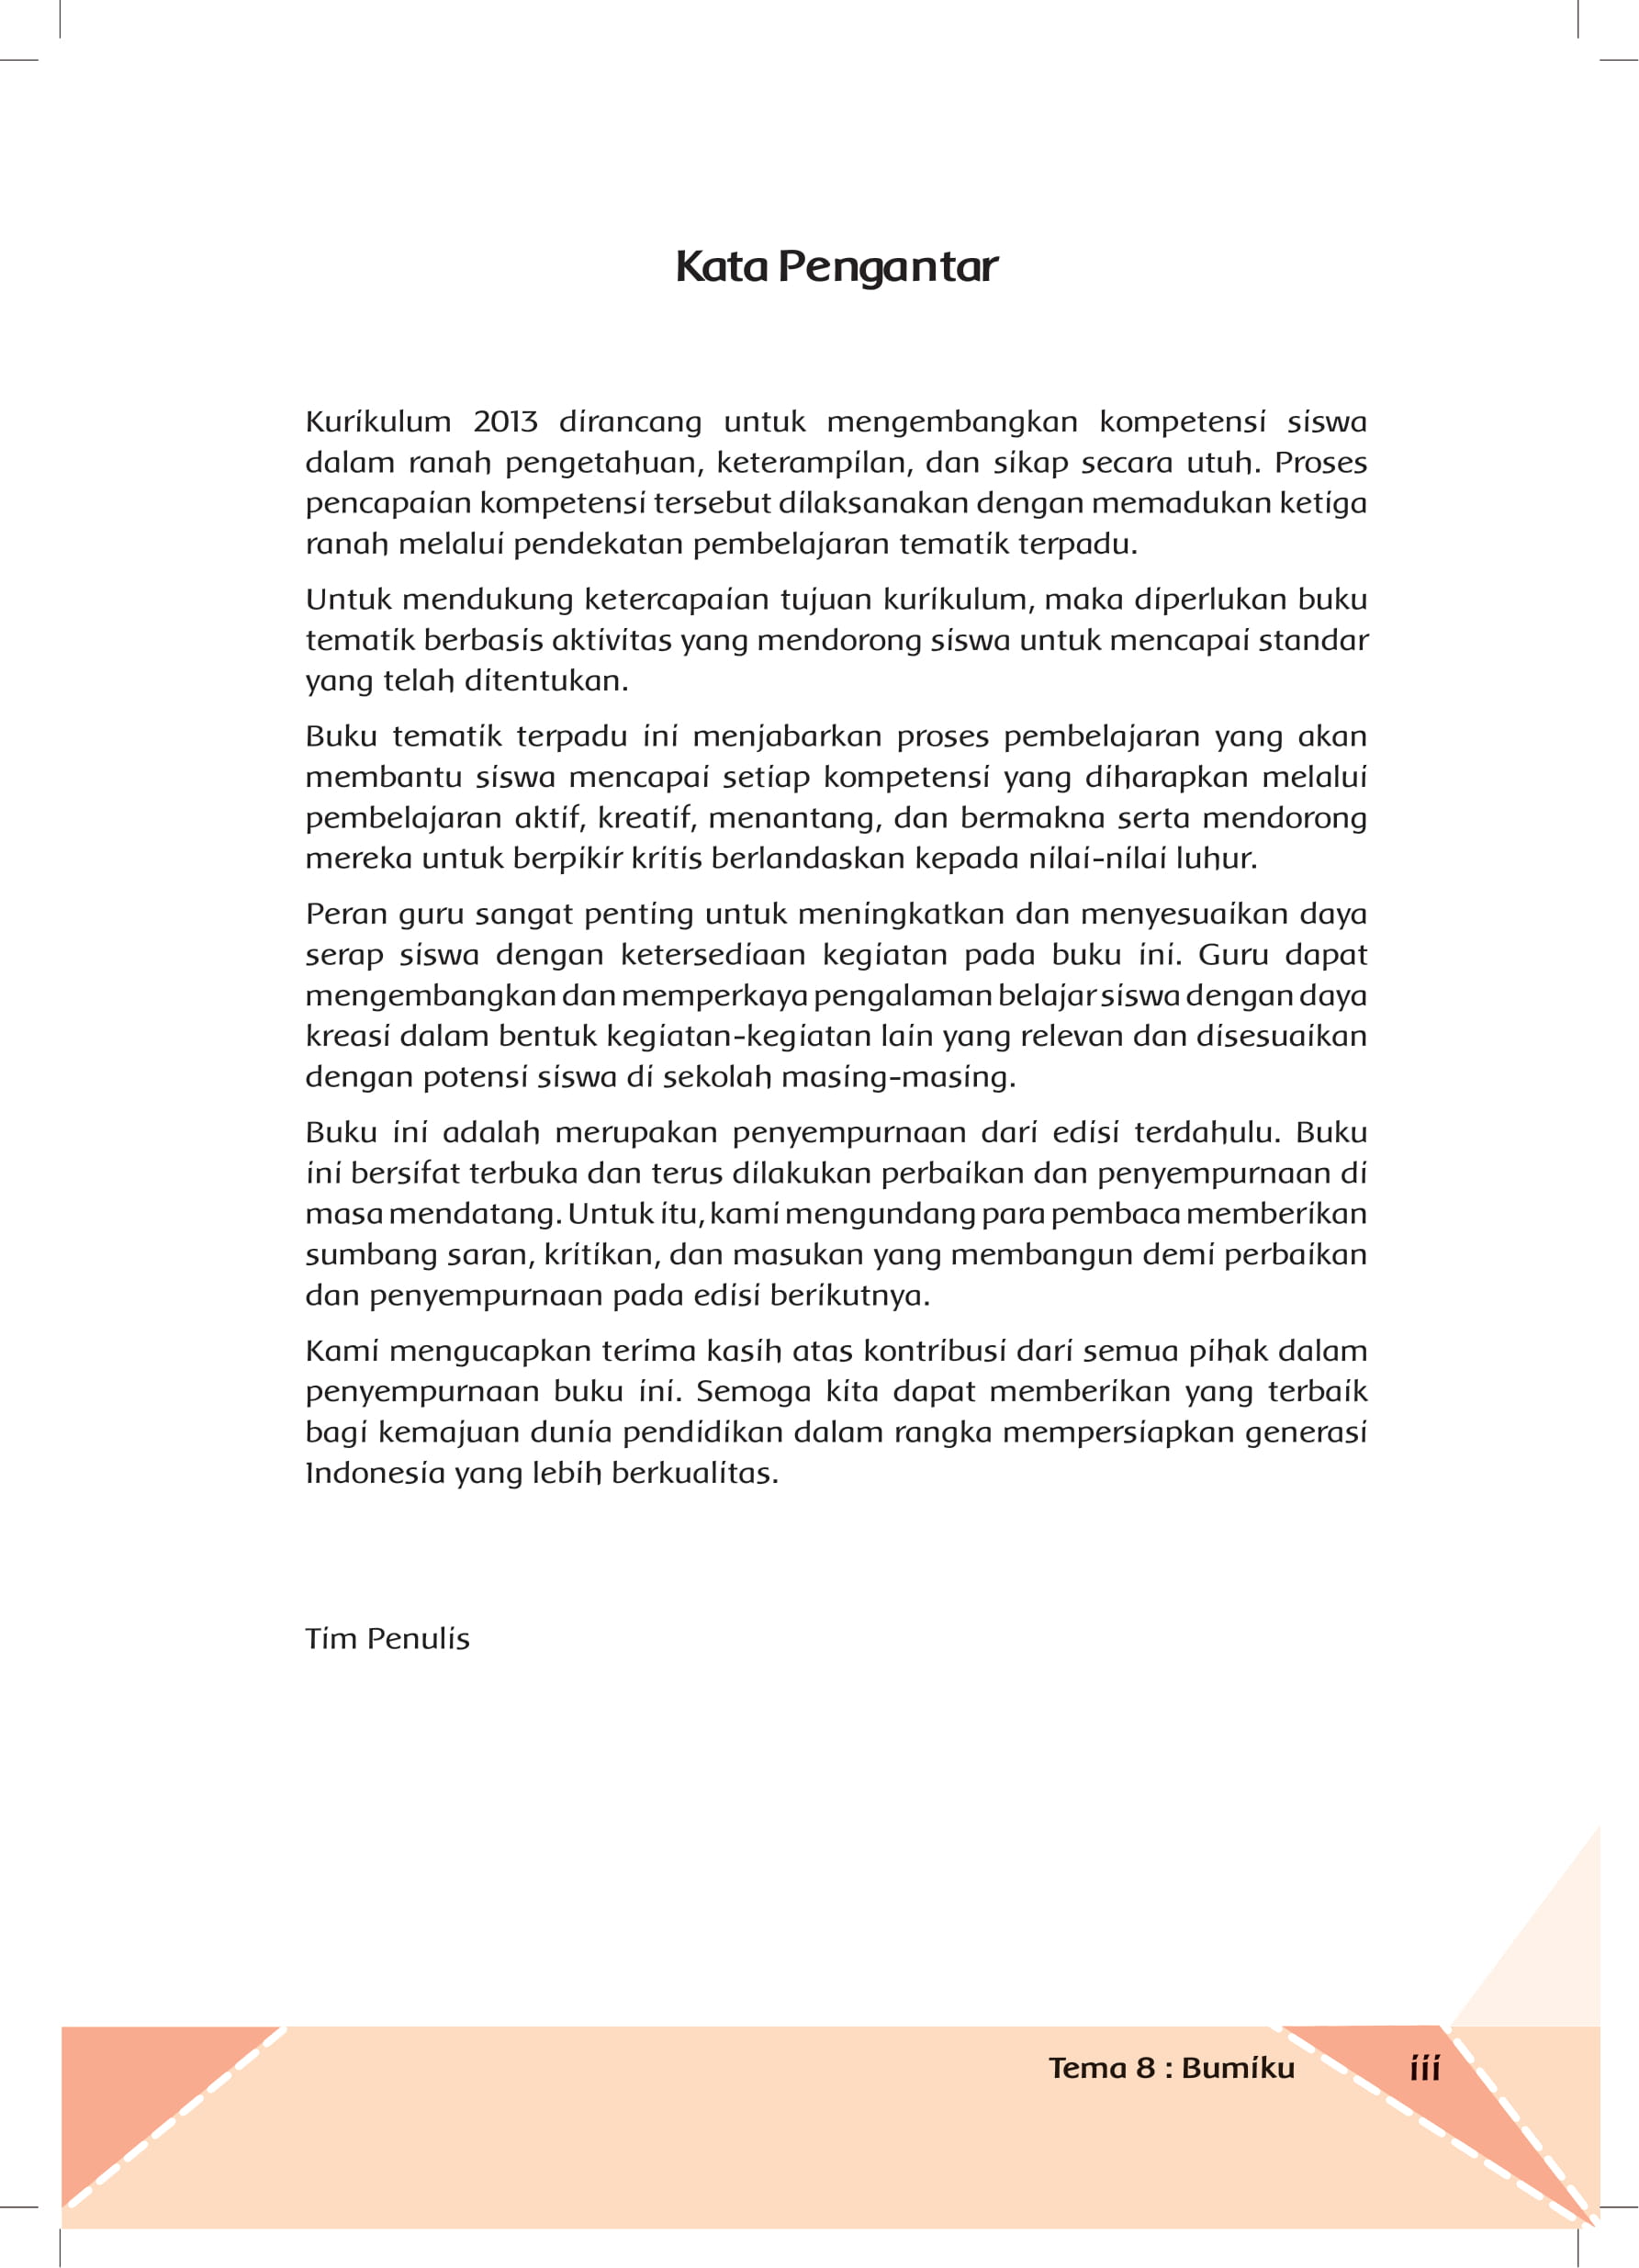 Kata Pengantar
Kurikulum 2013 dirancang untuk mengembangkan kompetensi siswa
dalam ranah pengetahuan, keterampilan, dan sikap secara utuh. Proses
pencapaian kompetensi tersebut dilaksanakan dengan memadukan ketiga
ranah melalui pendekatan pembelajaran tematik terpadu.
Untuk mendukung ketercapaian tujuan kurikulum, maka diperlukan buku
tematik berbasis aktivitas yang mendorong siswa untuk mencapai standar
yang telah ditentukan.
Buku tematik terpadu ini menjabarkan proses pembelajaran yang akan
membantu siswa mencapai setiap kompetensi yang diharapkan melalui
pembelajaran aktif, kreatif, menantang, dan bermakna serta mendorong
mereka untuk berpikir kritis berlandaskan kepada nilai-nilai luhur.
Peran guru sangat penting untuk meningkatkan dan menyesuaikan daya
serap siswa dengan ketersediaan kegiatan pada buku ini. Guru dapat
mengembangkan dan memperkaya pengalaman belajar siswa dengan daya
kreasi dalam bentuk kegiatan-kegiatan lain yang relevan dan disesuaikan
dengan potensi siswa di sekolah masing-masing.
Buku ini adalah merupakan penyempurnaan dari edisi terdahulu. Buku
ini bersifat terbuka dan terus dilakukan perbaikan dan penyempurnaan di
masa mendatang. Untuk itu, kami mengundang para pembaca memberikan
sumbang saran, kritikan, dan masukan yang membangun demi perbaikan
dan penyempurnaan pada edisi berikutnya.
Kami mengucapkan terima kasih atas kontribusi dari semua pihak dalam
penyempurnaan buku ini. Semoga kita dapat memberikan yang terbaik
bagi kemajuan dunia pendidikan dalam rangka mempersiapkan generasi
Indonesia yang lebih berkualitas.
Tim Penulis
Tema 8 : Bumiku iii